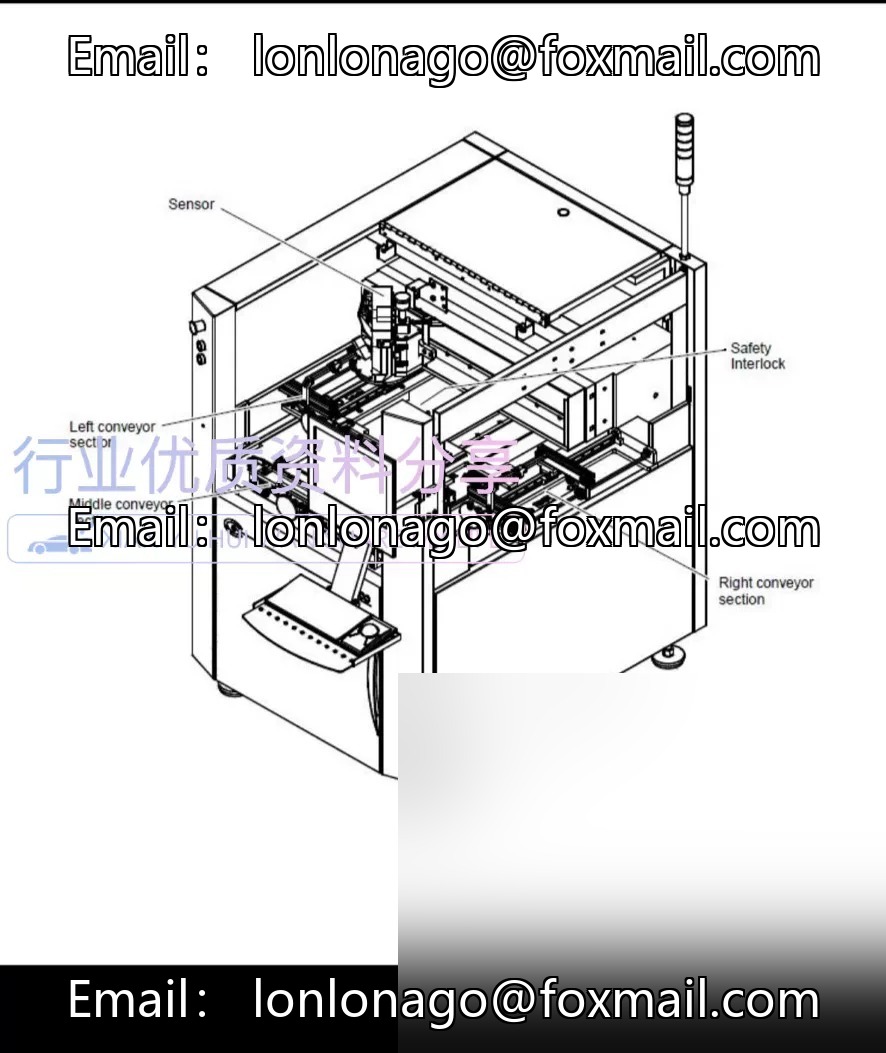 Email： lonlonago@foxmail.com
Sensor
Safety
Interlock
Left conveyor
section
行业优质资料分享
Middle conveyor
Email： lonlonago@foxmail.com
Right conveyor
section
Email： lonlonago@foxmail.com